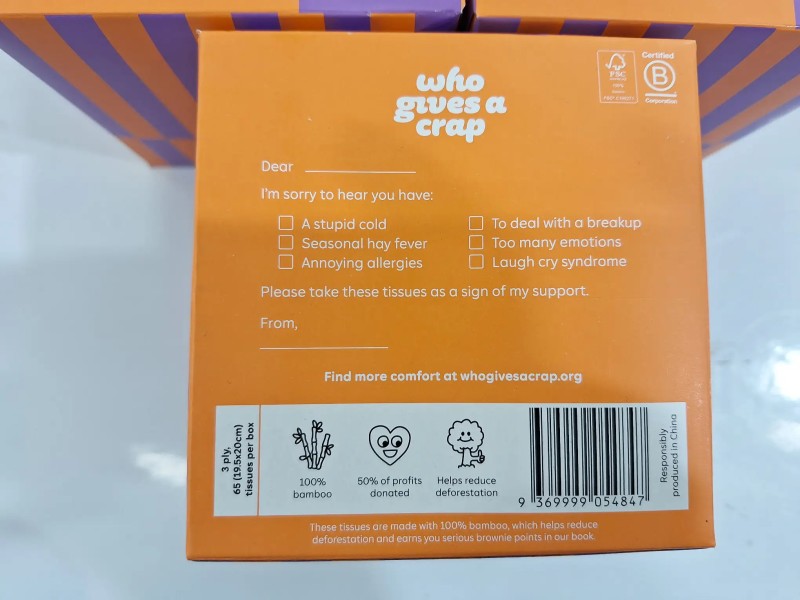 who
gives a
crap
FSC
Certified
B
Corporation
Dear
I'm sorry to hear you have:
A stupid cold
Seasonal hay fever
Annoying allergies
To deal with a breakup
Too many emotions
Laugh cry syndrome
Please take these tissues as a sign of my support.
From,
Find more comfort at whogivesacrap.org
3 ply,
65 (19.5x20cm)
tissues per box
100%
bamboo
50% of profits
donated
Helps reduce
deforestation
9 369999 054847
Responsibly
produced in China
These tissues are made with 100% bamboo, which helps reduce
deforestation and earns you serious brownie points in our book.